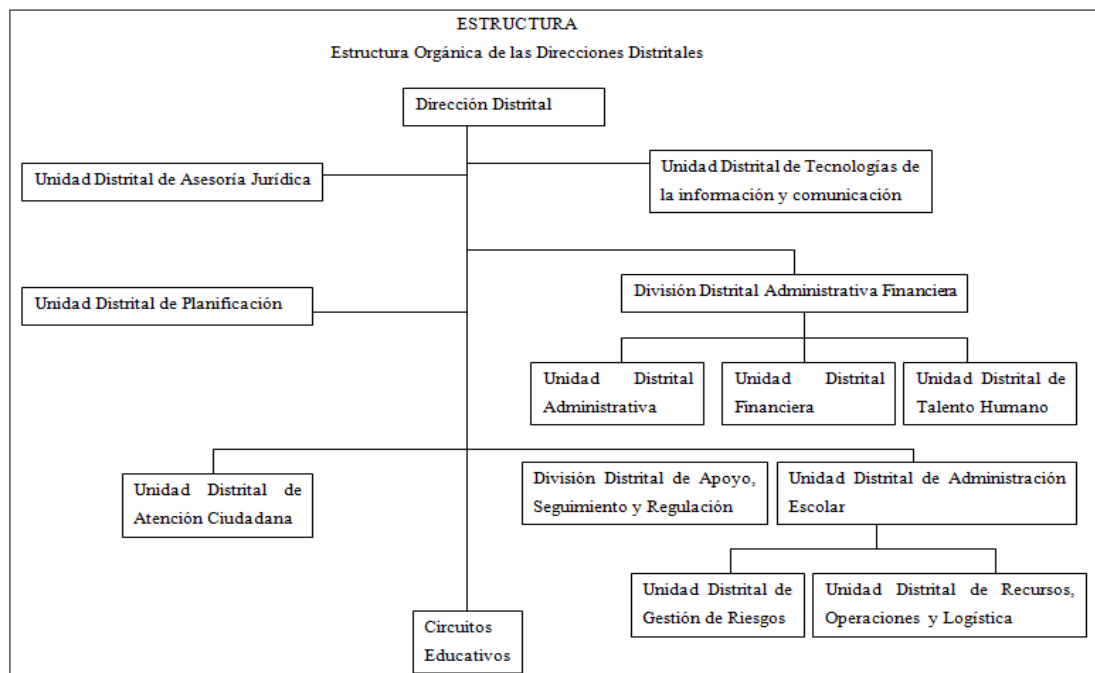 ESTRUCTURA
Estructura Orgánica de las Direcciones Distritales
Dirección Distrital
Unidad Distrital de Asesoría Jurídica
Unidad Distrital de Tecnologías de
la información y comunicación
Unidad Distrital de Planificación
División Distrital Administrativa Financiera
Unidad Distrital
Administrativa
Unidad Distrital
Financiera
Unidad Distrital de
Talento Humano
Unidad Distrital de
Atención Ciudadana
División Distrital de Apoyo,
Seguimiento y Regulación
Unidad Distrital de Administración
Escolar
Unidad Distrital de
Gestión de Riesgos
Unidad Distrital de Recursos,
Operaciones y Logística
Circuitos
Educativos